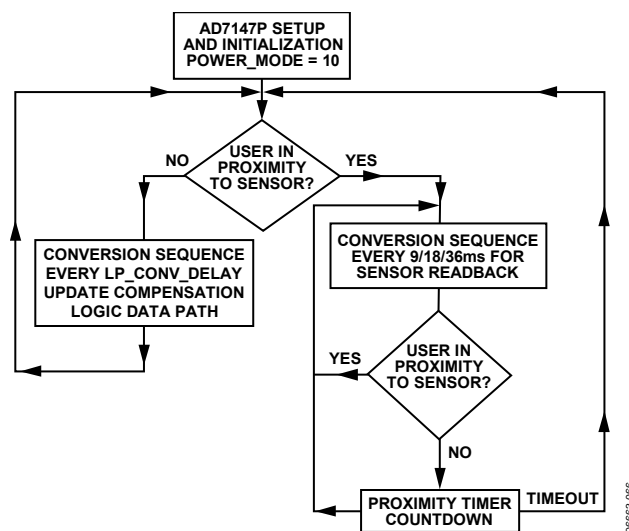 AD7147P SETUP
AND INITIALIZATION
POWER_MODE = 10
NO
USER IN
PROXIMITY
TO SENSOR?
YES
CONVERSION SEQUENCE
EVERY LP_CONV_DELAY
UPDATE COMPENSATION
LOGIC DATA PATH
CONVERSION SEQUENCE
EVERY 9/18/36ms FOR
SENSOR READBACK
YES
USER IN
PROXIMITY
TO SENSOR?
NO
PROXIMITY TIMER
COUNTDOWN
TIMEOUT